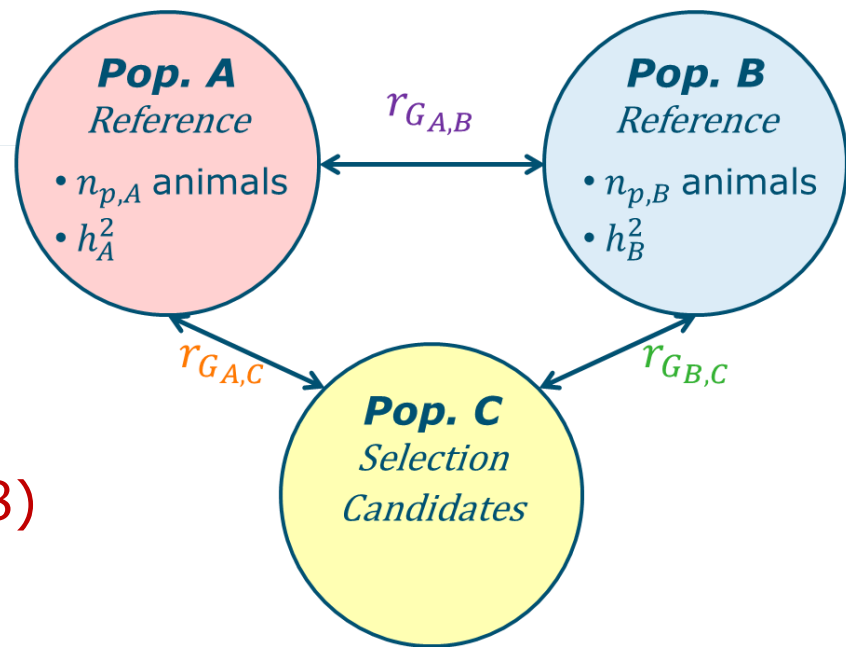 Pop. A
Reference
• n_{p,A} animals
• h_A^2
r_{G_{A,B}}
Pop. B
Reference
• n_{p,B} animals
• h_B^2
r_{G_{A,C}}
r_{G_{B,C}}
Pop. C
Selection
Candidates
3)